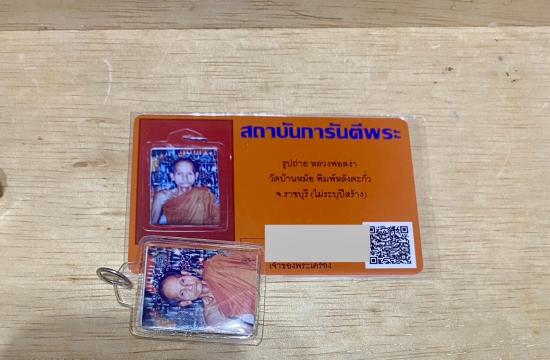 สถาบันการันตีพระ
รูปถ่าย หลวงพ่อสง่า
วัดบ้านหม้อ พิมพ์หลังตะกั่ว
จ.ราชบุรี (ไม่ระบุปีสร้าง)
เจ้าของพระเครื่อง